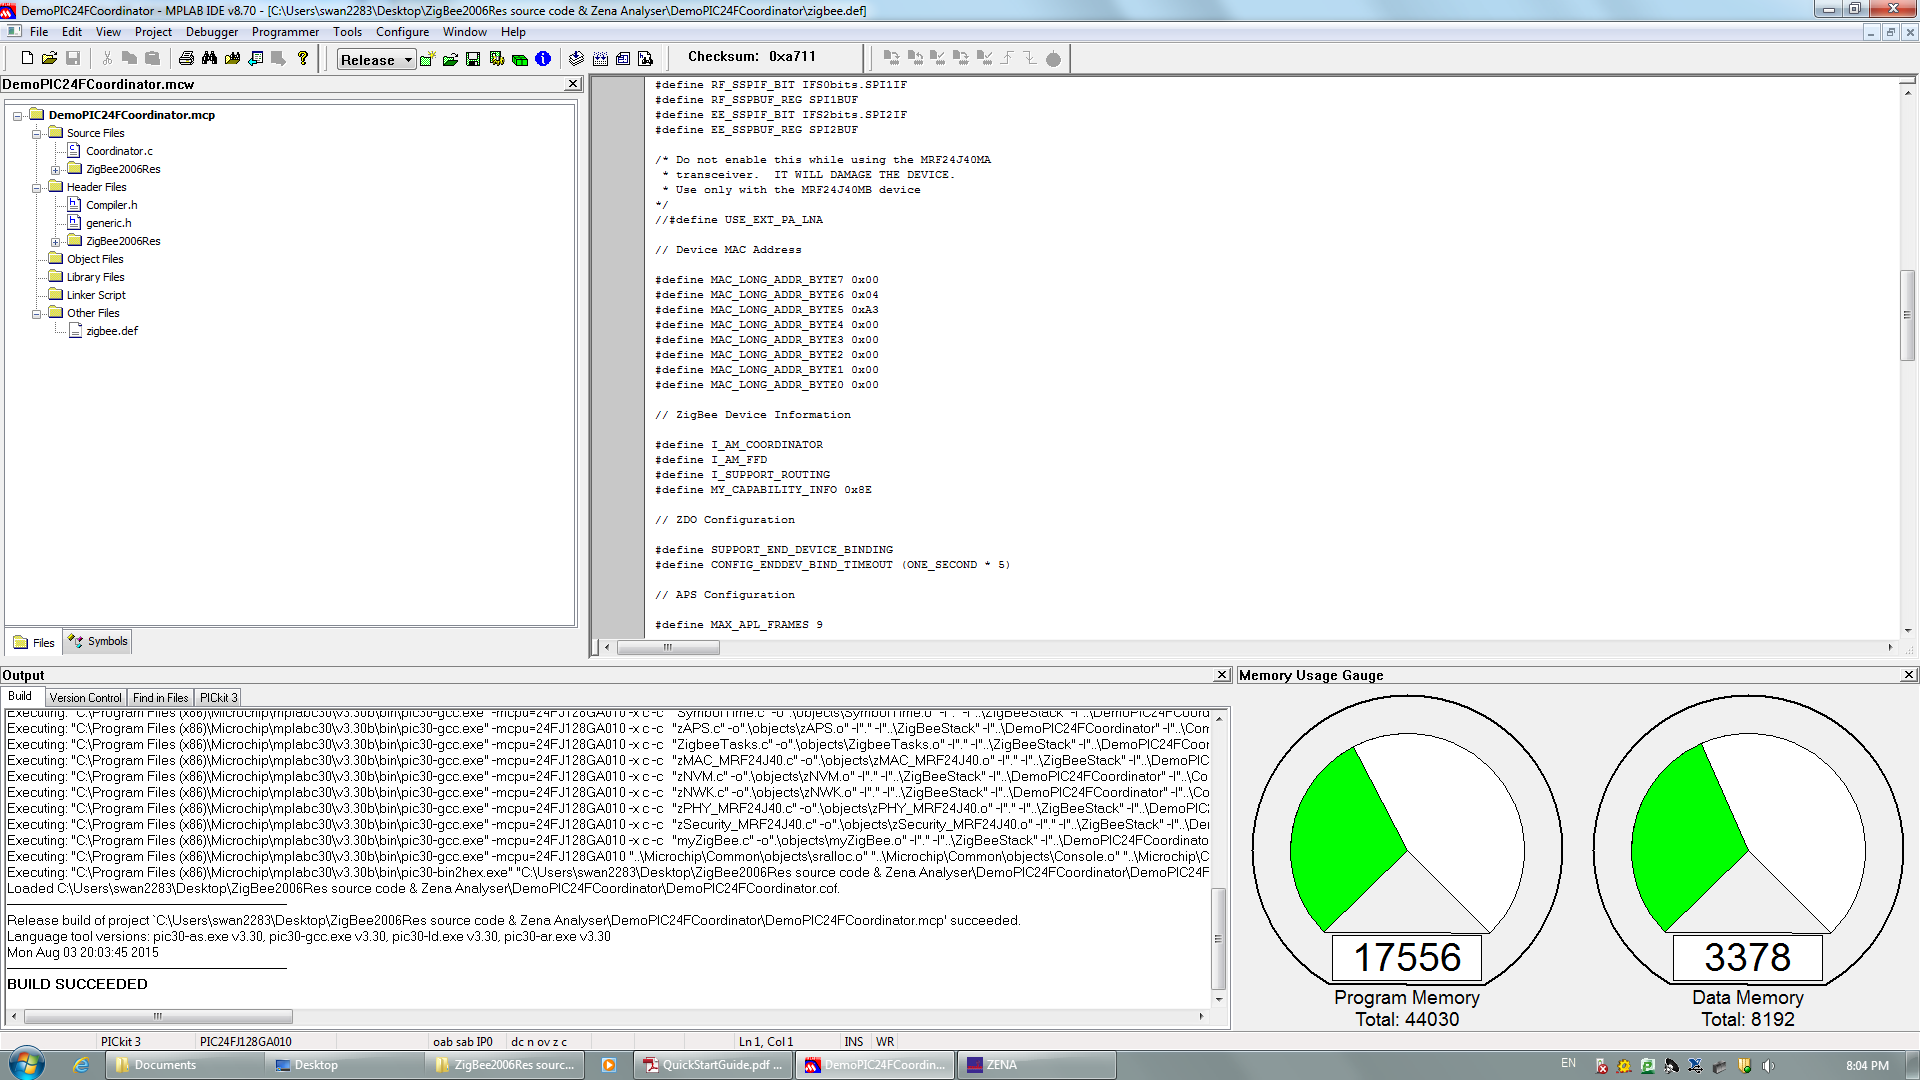 DemoPIC24FCoordinator - MPLAB IDE v8.70 - [C:\Users\swan2283\Desktop\ZigBee2006Res source code & Zena Analyser\DemoPIC24FCoordinator\zigbee.def]
File Edit View Project Debugger Programmer Tools Configure Window Help
Release Checksum: 0xa711
DemoPIC24FCoordinator.mcw
DemoPIC24FCoordinator.mcp
Source Files
Coordinator.c
ZigBee2006Res
Header Files
Compiler.h
generic.h
ZigBee2006Res
Object Files
Library Files
Linker Script
Other Files
zigbee.def
Files Symbols
#define RF_SSPIF_BIT IFS0bits.SPI1IF
#define RF_SSPBUF_REG SPI1BUF
#define EE_SSPIF_BIT IFS2bits.SPI2IF
#define EE_SSPBUF_REG SPI2BUF
/* Do not enable this while using the MRF24J40MA
* transceiver. IT WILL DAMAGE THE DEVICE.
* Use only with the MRF24J40MB device
*/
//#define USE_EXT_PA_LNA
// Device MAC Address
#define MAC_LONG_ADDR_BYTE7 0x00
#define MAC_LONG_ADDR_BYTE6 0x04
#define MAC_LONG_ADDR_BYTE5 0xA3
#define MAC_LONG_ADDR_BYTE4 0x00
#define MAC_LONG_ADDR_BYTE3 0x00
#define MAC_LONG_ADDR_BYTE2 0x00
#define MAC_LONG_ADDR_BYTE1 0x00
#define MAC_LONG_ADDR_BYTE0 0x00
// ZigBee Device Information
#define I_AM_COORDINATOR
#define I_AM_FFD
#define I_SUPPORT_ROUTING
#define MY_CAPABILITY_INFO 0x8E
// ZDO Configuration
#define SUPPORT_END_DEVICE_BINDING
#define CONFIG_ENDDEV_BIND_TIMEOUT (ONE_SECOND * 5)
// APS Configuration
#define MAX_APL_FRAMES 9
Output
Build Version Control Find in Files PICkit 3
Executing: "C:\Program Files (x86)\Microchip\mplabc30\v3.30b\bin\pic30-gcc.exe" -mcpu=24FJ128GA010 -x c -c "SymbolTime.c" -o".\objects\SymbolTime.o" -I"." -I"..\ZigBeeStack" -I"..\DemoPIC24FCoord
Executing: "C:\Program Files (x86)\Microchip\mplabc30\v3.30b\bin\pic30-gcc.exe" -mcpu=24FJ128GA010 -x c -c "zAPS.c" -o".\objects\zAPS.o" -I"." -I"..\ZigBeeStack" -I"..\DemoPIC24FCoordinator" -I"..\Com
Executing: "C:\Program Files (x86)\Microchip\mplabc30\v3.30b\bin\pic30-gcc.exe" -mcpu=24FJ128GA010 -x c -c "ZigbeeTasks.c" -o".\objects\ZigbeeTasks.o" -I"." -I"..\ZigBeeStack" -I"..\DemoPIC24FCoor
Executing: "C:\Program Files (x86)\Microchip\mplabc30\v3.30b\bin\pic30-gcc.exe" -mcpu=24FJ128GA010 -x c -c "zMAC_MRF24J40.c" -o".\objects\zMAC_MRF24J40.o" -I"." -I"..\ZigBeeStack" -I"..\DemoPIC
Executing: "C:\Program Files (x86)\Microchip\mplabc30\v3.30b\bin\pic30-gcc.exe" -mcpu=24FJ128GA010 -x c -c "zNVM.c" -o".\objects\zNVM.o" -I"." -I"..\ZigBeeStack" -I"..\DemoPIC24FCoordinator" -I"..\Co
Executing: "C:\Program Files (x86)\Microchip\mplabc30\v3.30b\bin\pic30-gcc.exe" -mcpu=24FJ128GA010 -x c -c "zNWK.c" -o".\objects\zNWK.o" -I"." -I"..\ZigBeeStack" -I"..\DemoPIC24FCoordinator" -I"..\Co
Executing: "C:\Program Files (x86)\Microchip\mplabc30\v3.30b\bin\pic30-gcc.exe" -mcpu=24FJ128GA010 -x c -c "zPHY_MRF24J40.c" -o".\objects\zPHY_MRF24J40.o" -I"." -I"..\ZigBeeStack" -I"..\DemoPIC
Executing: "C:\Program Files (x86)\Microchip\mplabc30\v3.30b\bin\pic30-gcc.exe" -mcpu=24FJ128GA010 -x c -c "zSecurity_MRF24J40.c" -o".\objects\zSecurity_MRF24J40.o" -I"." -I"..\ZigBeeStack" -I"..\De
Executing: "C:\Program Files (x86)\Microchip\mplabc30\v3.30b\bin\pic30-gcc.exe" -mcpu=24FJ128GA010 -x c -c "myZigBee.c" -o".\objects\myZigBee.o" -I"." -I"..\ZigBeeStack" -I"..\DemoPIC24FCoordinato
Executing: "C:\Program Files (x86)\Microchip\mplabc30\v3.30b\bin\pic30-gcc.exe" -mcpu=24FJ128GA010 "..\Microchip\Common\objects\sralloc.o" "..\Microchip\Common\objects\Console.o" "..\Microchip\C
Executing: "C:\Program Files (x86)\Microchip\mplabc30\v3.30b\bin\pic30-bin2hex.exe" "C:\Users\swan2283\Desktop\ZigBee2006Res source code & Zena Analyser\DemoPIC24FCoordinator\DemoPIC24F
Loaded C:\Users\swan2283\Desktop\ZigBee2006Res source code & Zena Analyser\DemoPIC24FCoordinator\DemoPIC24FCoordinator.cof.
Release build of project `C:\Users\swan2283\Desktop\ZigBee2006Res source code & Zena Analyser\DemoPIC24FCoordinator\DemoPIC24FCoordinator.mcp' succeeded.
Language tool versions: pic30-as.exe v3.30, pic30-gcc.exe v3.30, pic30-ld.exe v3.30, pic30-ar.exe v3.30
Mon Aug 03 20:03:45 2015
BUILD SUCCEEDED
Memory Usage Gauge
17556
Program Memory
Total: 44030
3378
Data Memory
Total: 8192
PICkit 3 PIC24FJ128GA010 oab sab IP0 dc n ov z c Ln 1, Col 1 INS WR
Documents Desktop ZigBee2006Res sourc... QuickStartGuide.pdf ... DemoPIC24FCoordin... ZENA EN 8:04 PM